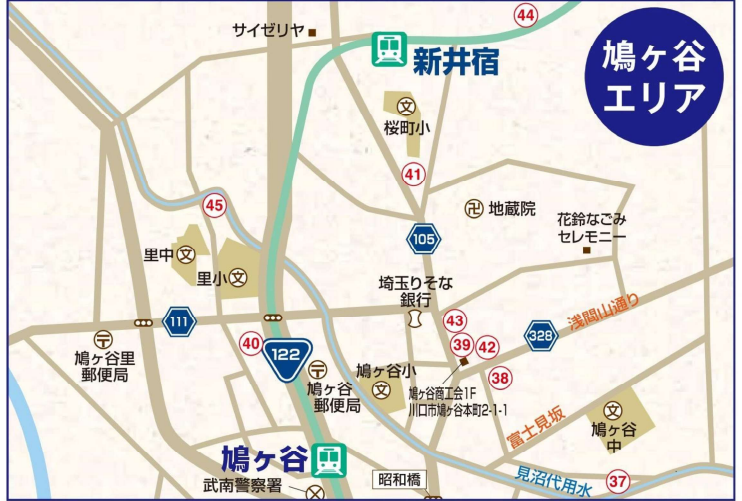 44
サイゼリヤ
新井宿
鳩ヶ谷
エリア
文
桜町小
41
45
卍 地蔵院
花鈴なごみ
セレモニー
105
里中 文
里小 文
埼玉りそな
銀行
111
43
浅間山通り
328
39
42
40
122
〒
鳩ヶ谷里
郵便局
〒
鳩ヶ谷
郵便局
鳩ヶ谷小
文
鳩ヶ谷商工会1F
川口市鳩ヶ谷本町2-1-1
38
富士見坂
文
鳩ヶ谷
中
鳩ヶ谷
武南警察署
昭和橋
見沼代用水
37